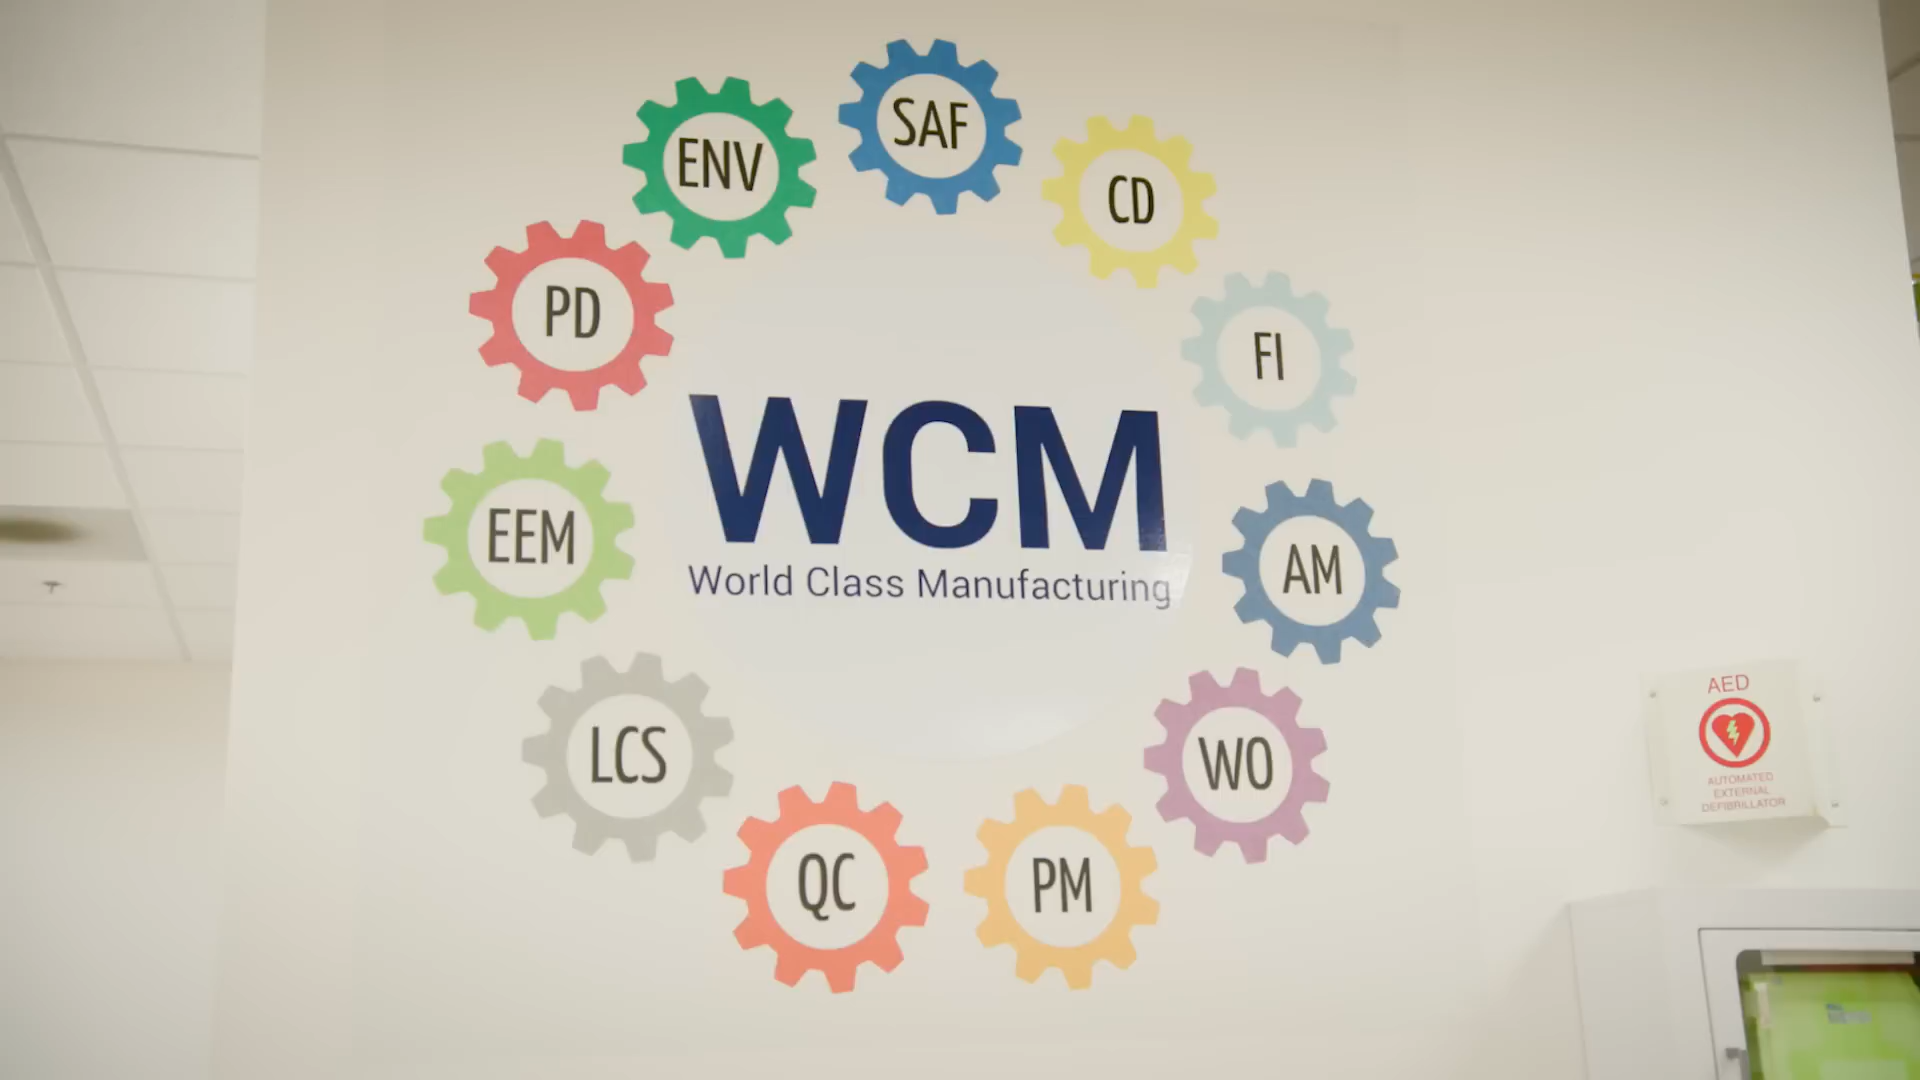 SAF
ENV
CD
PD
FI
WCM
World Class Manufacturing
EEM
AM
LCS
WO
QC
PM
AED
AUTOMATED
EXTERNAL
DEFIBRILLATOR